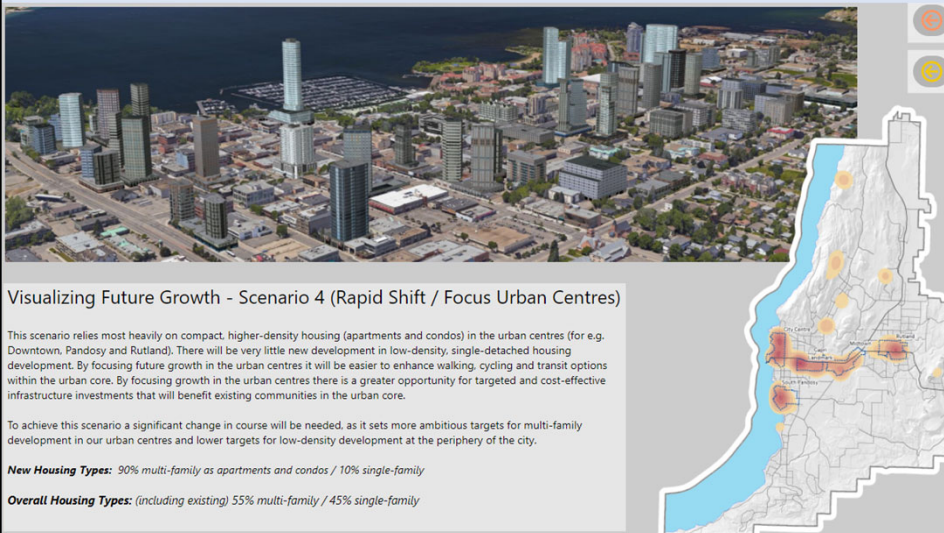 Visualizing Future Growth - Scenario 4 (Rapid Shift / Focus Urban Centres)
This scenario relies most heavily on compact, higher-density housing (apartments and condos) in the urban centres (for e.g.
Downtown, Pandosy and Rutland). There will be very little new development in low-density, single-detached housing
development. By focusing future growth in the urban centres it will be easier to enhance walking, cycling and transit options
within the urban core. By focusing growth in the urban centres there is a greater opportunity for targeted and cost-effective
infrastructure investments that will benefit existing communities in the urban core.
To achieve this scenario a significant change in course will be needed, as it sets more ambitious targets for multi-family
development in our urban centres and lower targets for low-density development at the periphery of the city.
New Housing Types: 90% multi-family as apartments and condos / 10% single-family
Overall Housing Types: (including existing) 55% multi-family / 45% single-family
City Centre
Rutland
Midtown
Capri
Landmark
South Pandosy